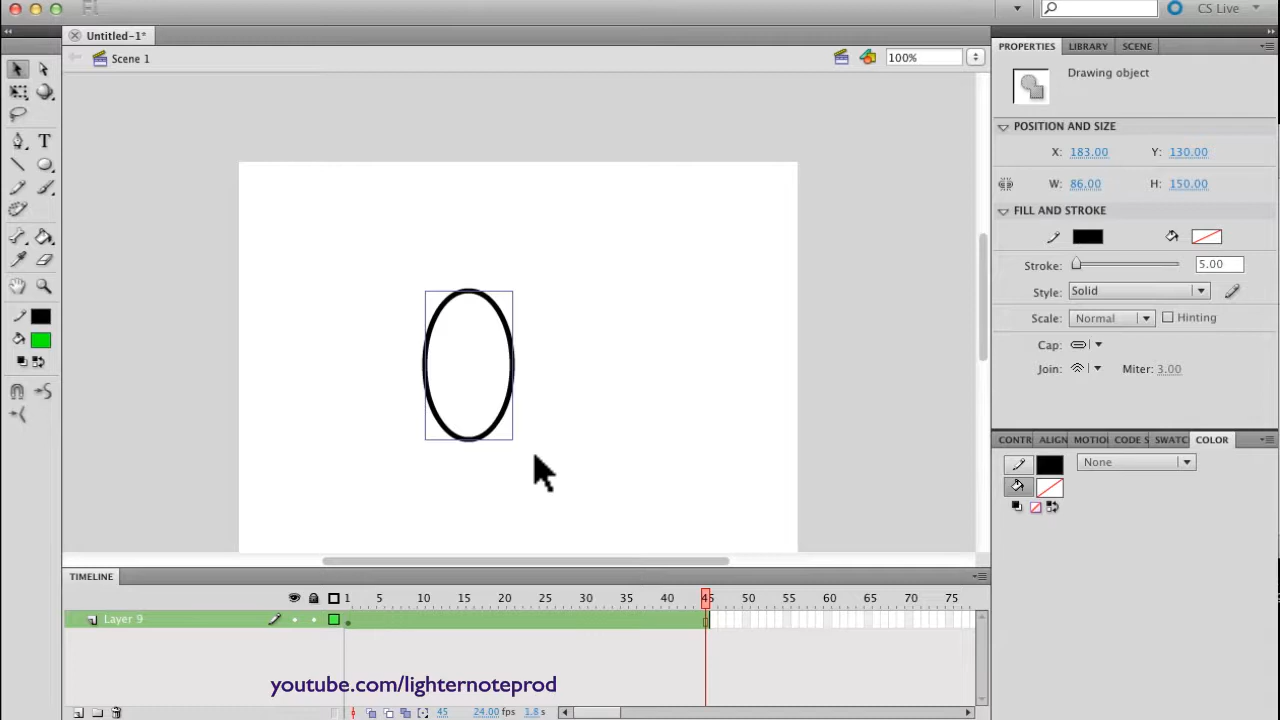 Fl
CS Live
Untitled-1*
Scene 1
100%
PROPERTIES LIBRARY SCENE
Drawing object
POSITION AND SIZE
X: 183.00 Y: 130.00
W: 86.00 H: 150.00
FILL AND STROKE
Stroke: 5.00
Style: Solid
Scale: Normal Hinting
Cap:
Join: Miter: 3.00
CONTR ALIGN MOTIO CODE S SWATC COLOR
None
TIMELINE
1 5 10 15 20 25 30 35 40 45 50 55 60 65 70 75
Layer 9
youtube.com/lighternoteprod
45 24.00 fps 1.8 s